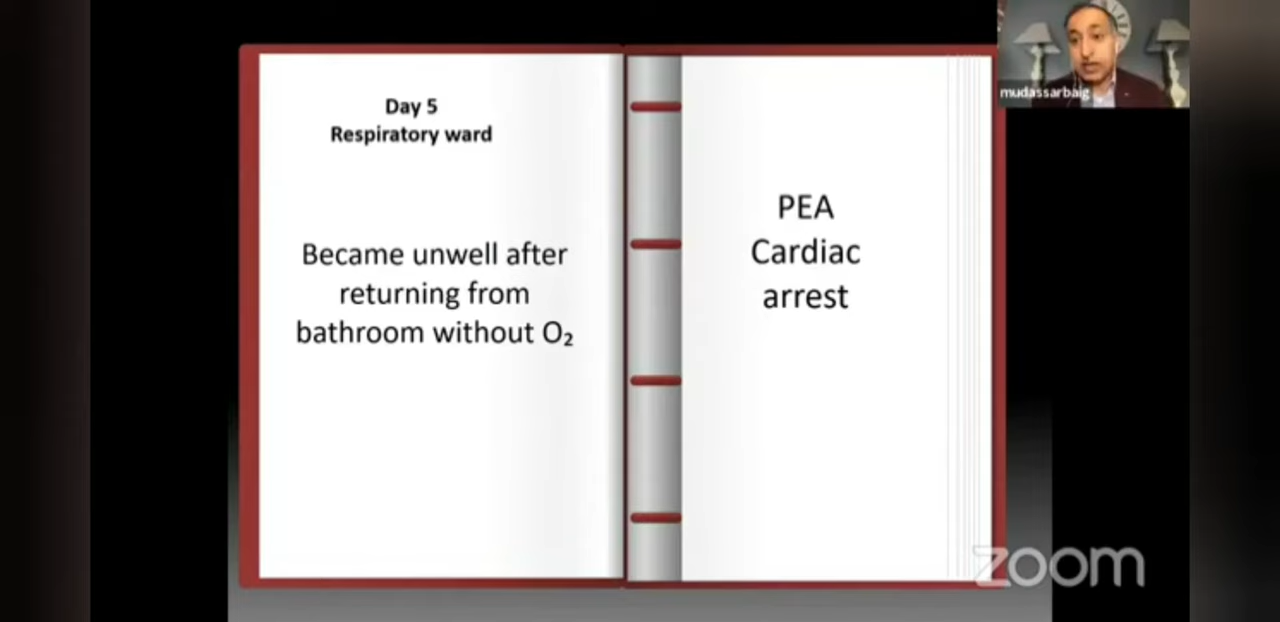 Day 5
Respiratory ward
Became unwell after
returning from
bathroom without O₂
PEA
Cardiac
arrest
mudassarbaig
zoom